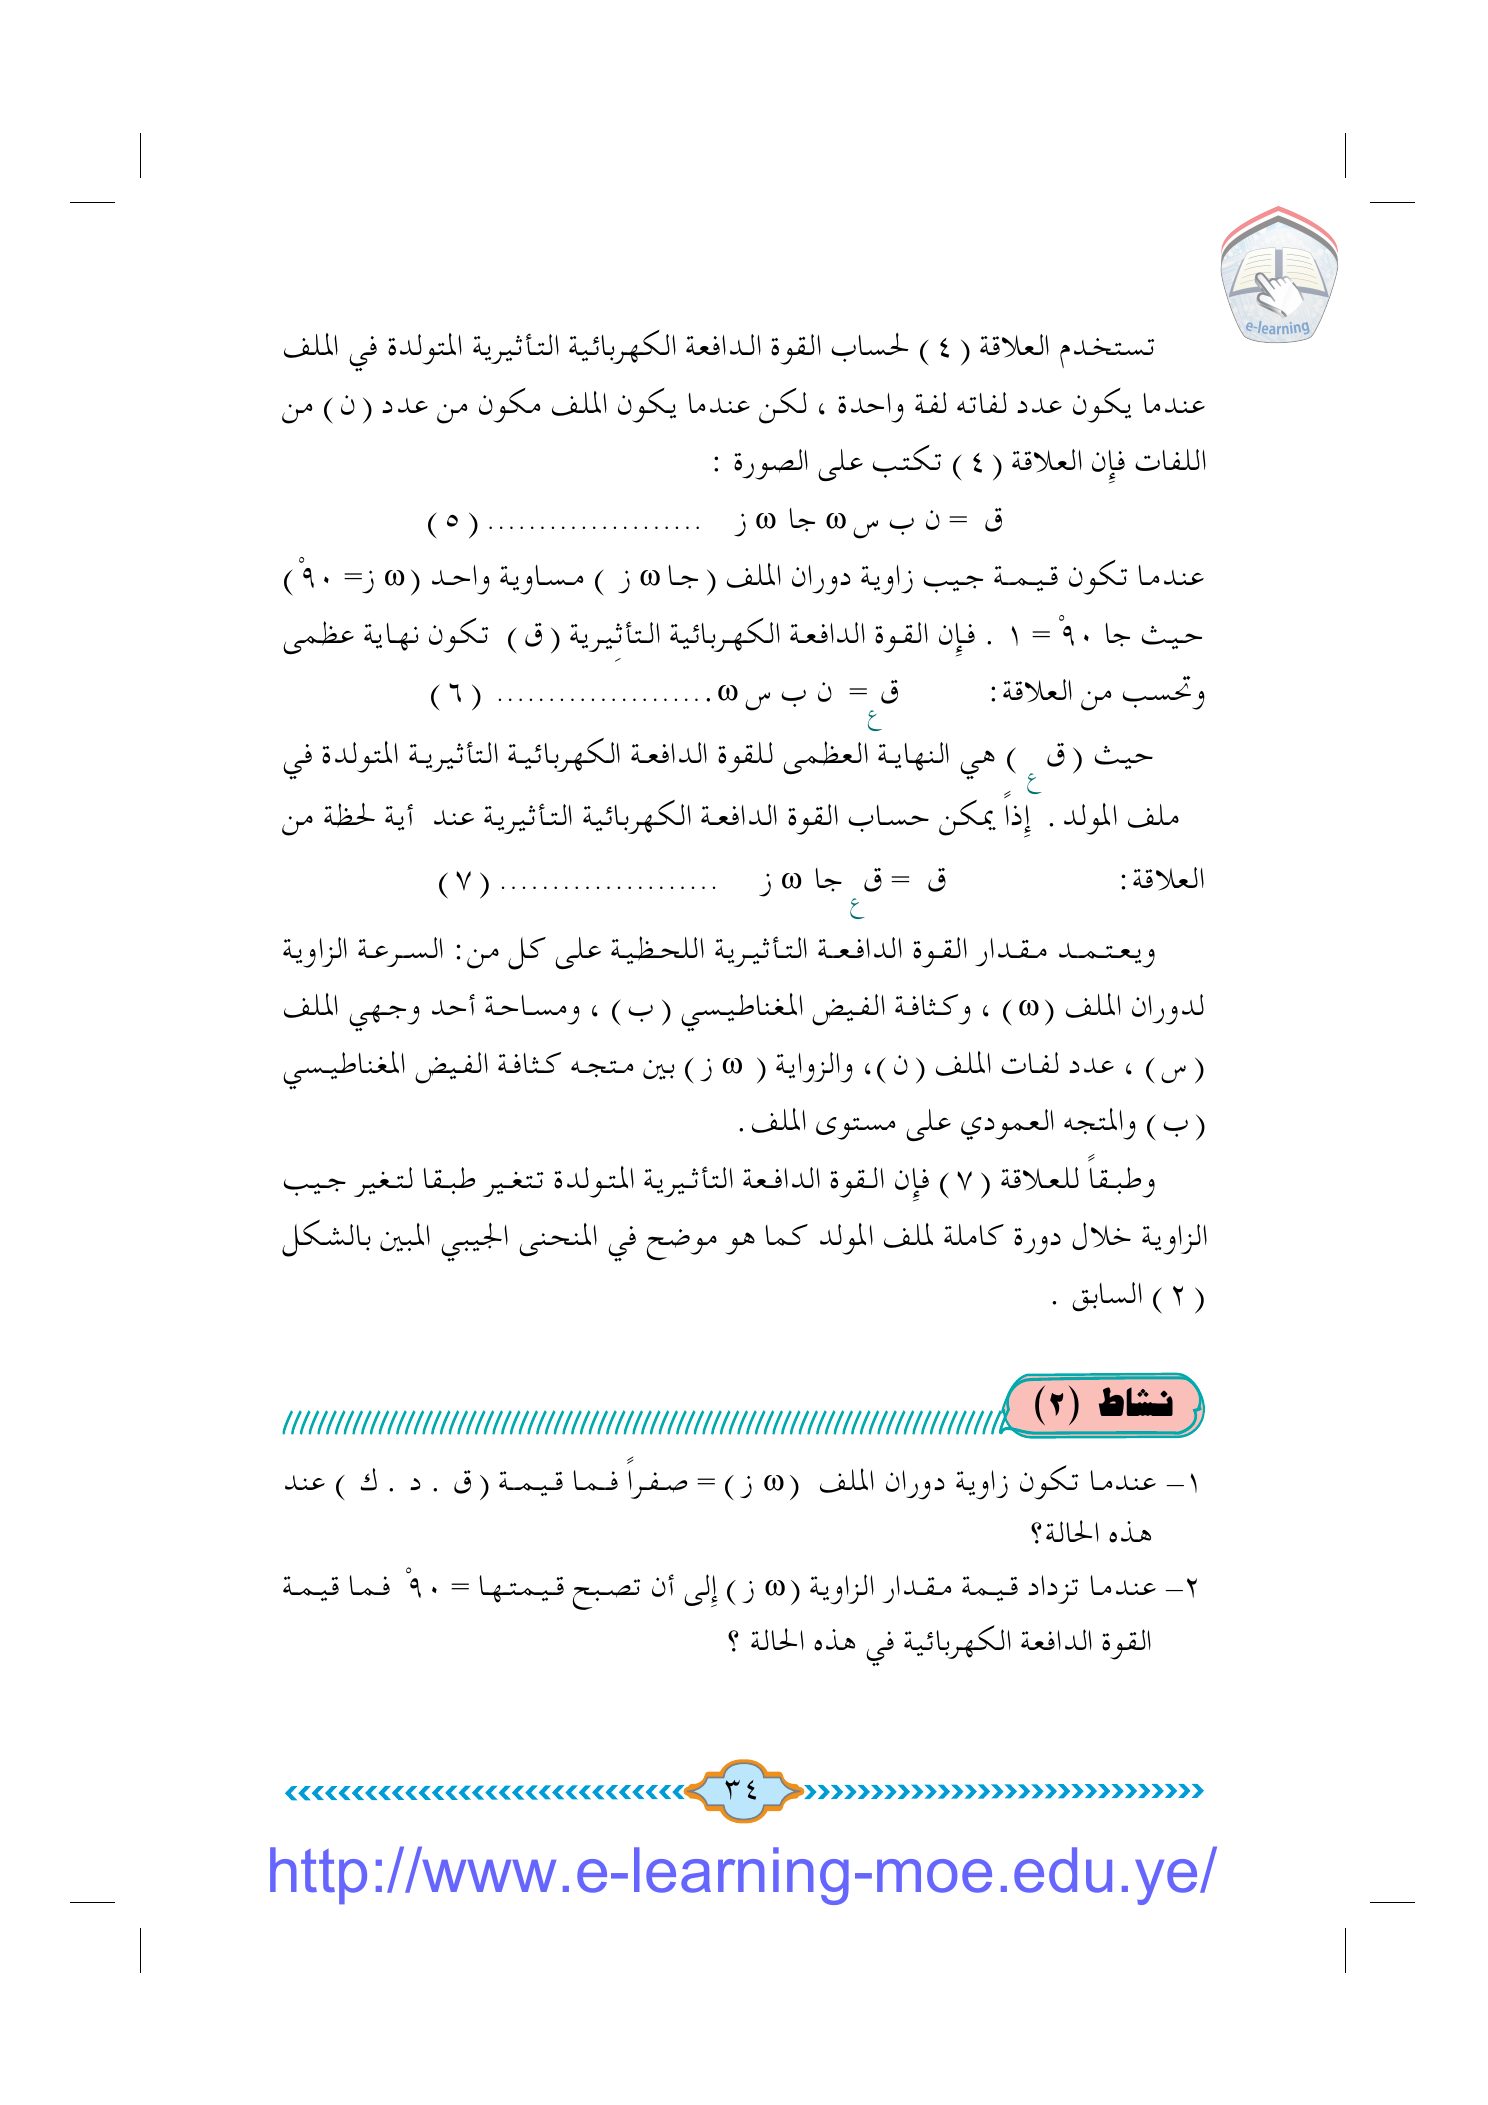 e-learning
تستخدم العلاقة ( ٤ ) لحساب القوة الدافعة الكهربائية التأثيرية المتولدة في الملف
عندما يكون عدد لفاته لفة واحدة ، لكن عندما يكون الملف مكون من عدد ( ن ) من
اللفات فإن العلاقة ( ٤ ) تكتب على الصورة :
ق = ن ب س ω جا ω ز ..................... ( ٥ )
عندما تكون قيمة جيب زاوية دوران الملف ( جا ω ز ) مساوية واحد ( ω ز= ٩٠° )
حيث جا ٩٠° = ١ . فإن القوة الدافعة الكهربائية التأثيرية ( ق ) تكون نهاية عظمى
وتحسب من العلاقة: قع = ن ب س ω ..................... ( ٦ )
حيث ( قع ) هي النهاية العظمى للقوة الدافعة الكهربائية التأثيرية المتولدة في
ملف المولد . إذاً يمكن حساب القوة الدافعة الكهربائية التأثيرية عند أية لحظة من
العلاقة: ق = قع جا ω ز ..................... ( ٧ )
ويعتمد مقدار القوة الدافعة التأثيرية اللحظية على كل من: السرعة الزاوية
لدوران الملف ( ω ) ، وكثافة الفيض المغناطيسي ( ب ) ، ومساحة أحد وجهي الملف
( س ) ، عدد لفات الملف ( ن )، والزواية ( ω ز ) بين متجه كثافة الفيض المغناطيسي
( ب ) والمتجه العمودي على مستوى الملف .
وطبقاً للعلاقة ( ٧ ) فإن القوة الدافعة التأثيرية المتولدة تتغير طبقا لتغير جيب
الزاوية خلال دورة كاملة لملف المولد كما هو موضح في المنحنى الجيبي المبين بالشكل
( ٢ ) السابق .
نشاط (٢)
١– عندما تكون زاوية دوران الملف ( ω ز ) = صفراً فما قيمة ( ق . د . ك ) عند
هذه الحالة؟
٢– عندما تزداد قيمة مقدار الزاوية ( ω ز ) إلى أن تصبح قيمتها = ٩٠° فما قيمة
القوة الدافعة الكهربائية في هذه الحالة ؟
٣٤
http://www.e-learning-moe.edu.ye/